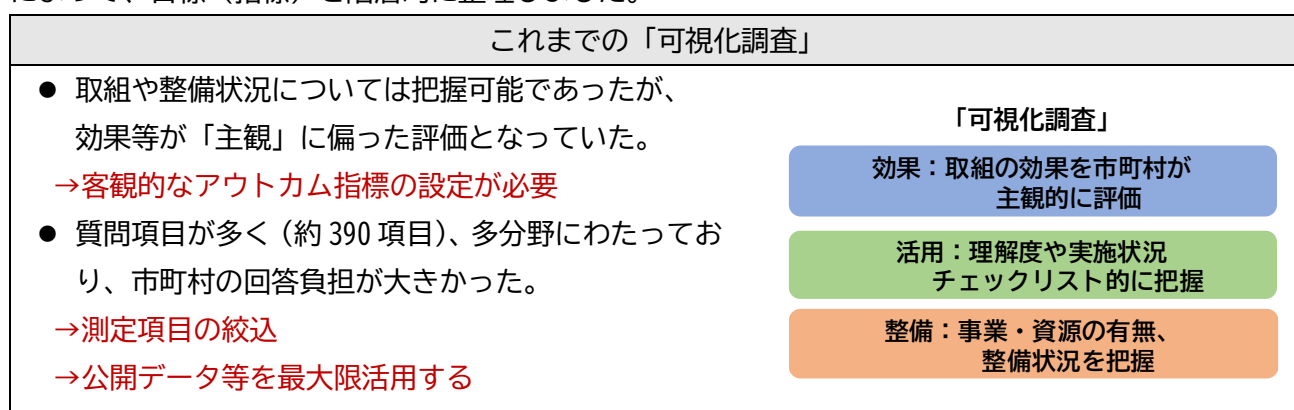 これまでの「可視化調査」
● 取組や整備状況については把握可能であったが、
効果等が「主観」に偏った評価となっていた。
→客観的なアウトカム指標の設定が必要
● 質問項目が多く（約 390 項目）、多分野にわたってお
り、市町村の回答負担が大きかった。
→測定項目の絞込
→公開データ等を最大限活用する
「可視化調査」
効果：取組の効果を市町村が
主観的に評価
活用：理解度や実施状況
チェックリスト的に把握
整備：事業・資源の有無、
整備状況を把握